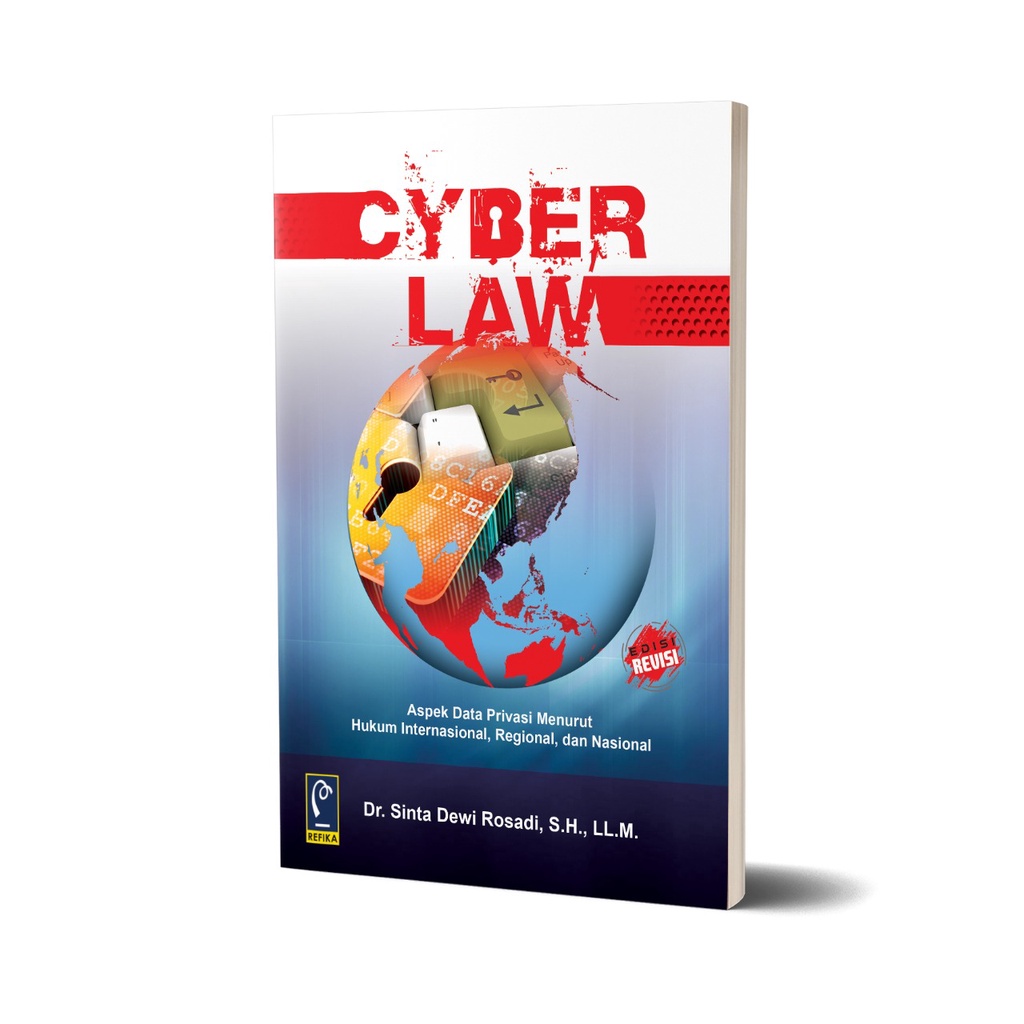 CYBER
LAW
EDISI
REVISI
Aspek Data Privasi Menurut
Hukum Internasional, Regional, dan Nasional
REFIKA
Dr. Sinta Dewi Rosadi, S.H., LL.M.